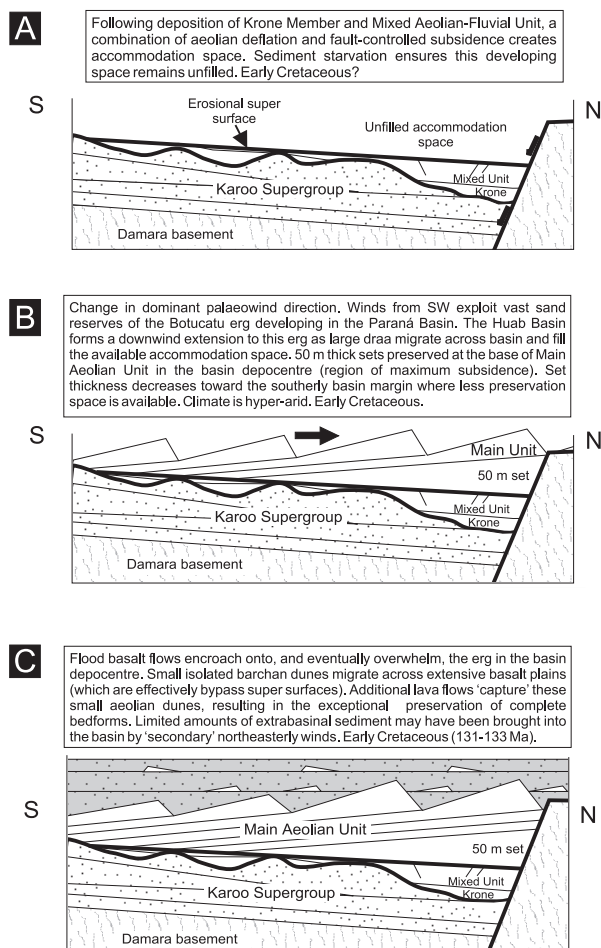 A
Following deposition of Krone Member and Mixed Aeolian-Fluvial Unit, a
combination of aeolian deflation and fault-controlled subsidence creates
accommodation space. Sediment starvation ensures this developing
space remains unfilled. Early Cretaceous?
S
N
Erosional super
surface
Unfilled accommodation
space
Mixed Unit
Krone
Karoo Supergroup
Damara basement
B
Change in dominant palaeowind direction. Winds from SW exploit vast sand
reserves of the Botucatu erg developing in the Paraná Basin. The Huab Basin
forms a downwind extension to this erg as large draa migrate across basin and fill
the available accommodation space. 50 m thick sets preserved at the base of Main
Aeolian Unit in the basin depocentre (region of maximum subsidence). Set
thickness decreases toward the southerly basin margin where less preservation
space is available. Climate is hyper-arid. Early Cretaceous.
S
N
Main Unit
50 m set
Mixed Unit
Krone
Karoo Supergroup
Damara basement
C
Flood basalt flows encroach onto, and eventually overwhelm, the erg in the basin
depocentre. Small isolated barchan dunes migrate across extensive basalt plains
(which are effectively bypass super surfaces). Additional lava flows 'capture' these
small aeolian dunes, resulting in the exceptional preservation of complete
bedforms. Limited amounts of extrabasinal sediment may have been brought into
the basin by 'secondary' northeasterly winds. Early Cretaceous (131-133 Ma).
S
N
Main Aeolian Unit
50 m set
Mixed Unit
Krone
Karoo Supergroup
Damara basement